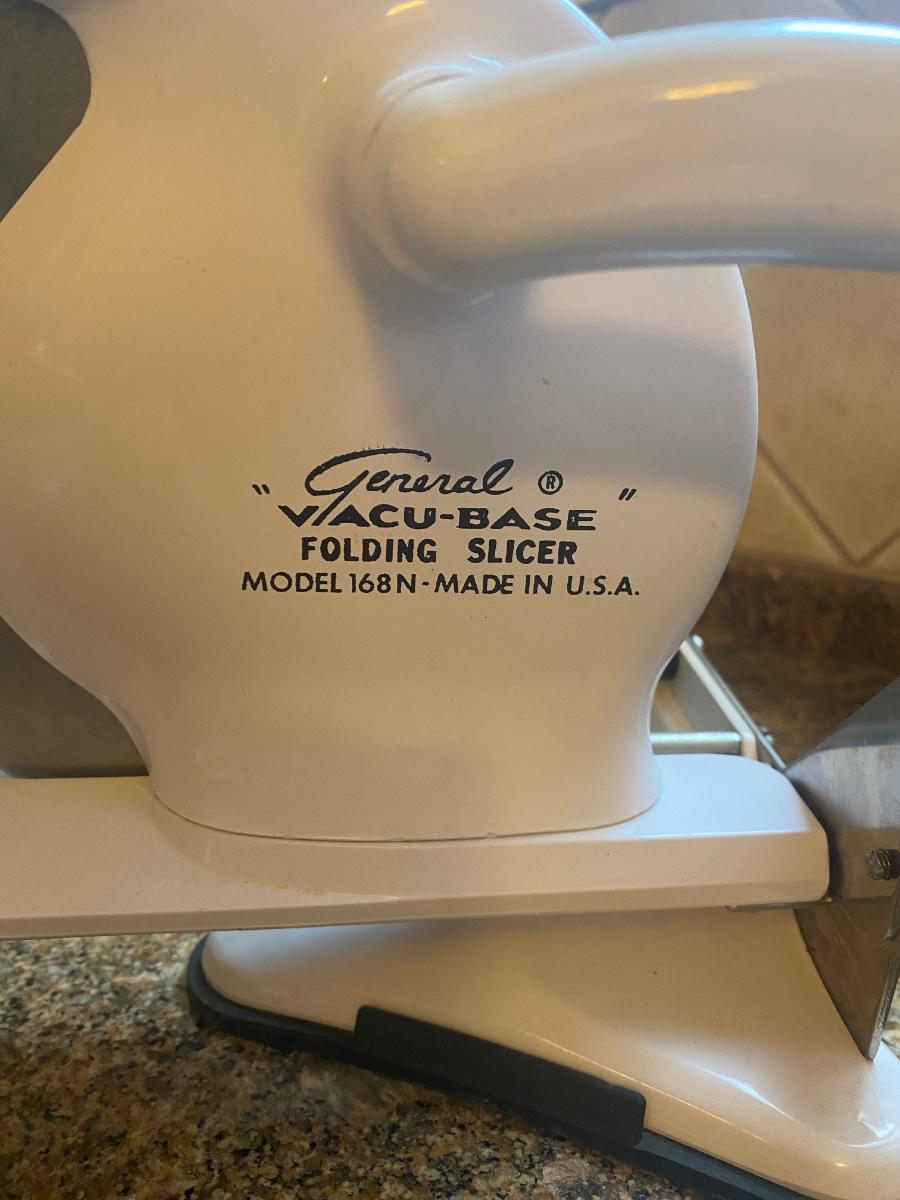 " General ® "
VACU-BASE
FOLDING SLICER
MODEL 168N-MADE IN U.S.A.